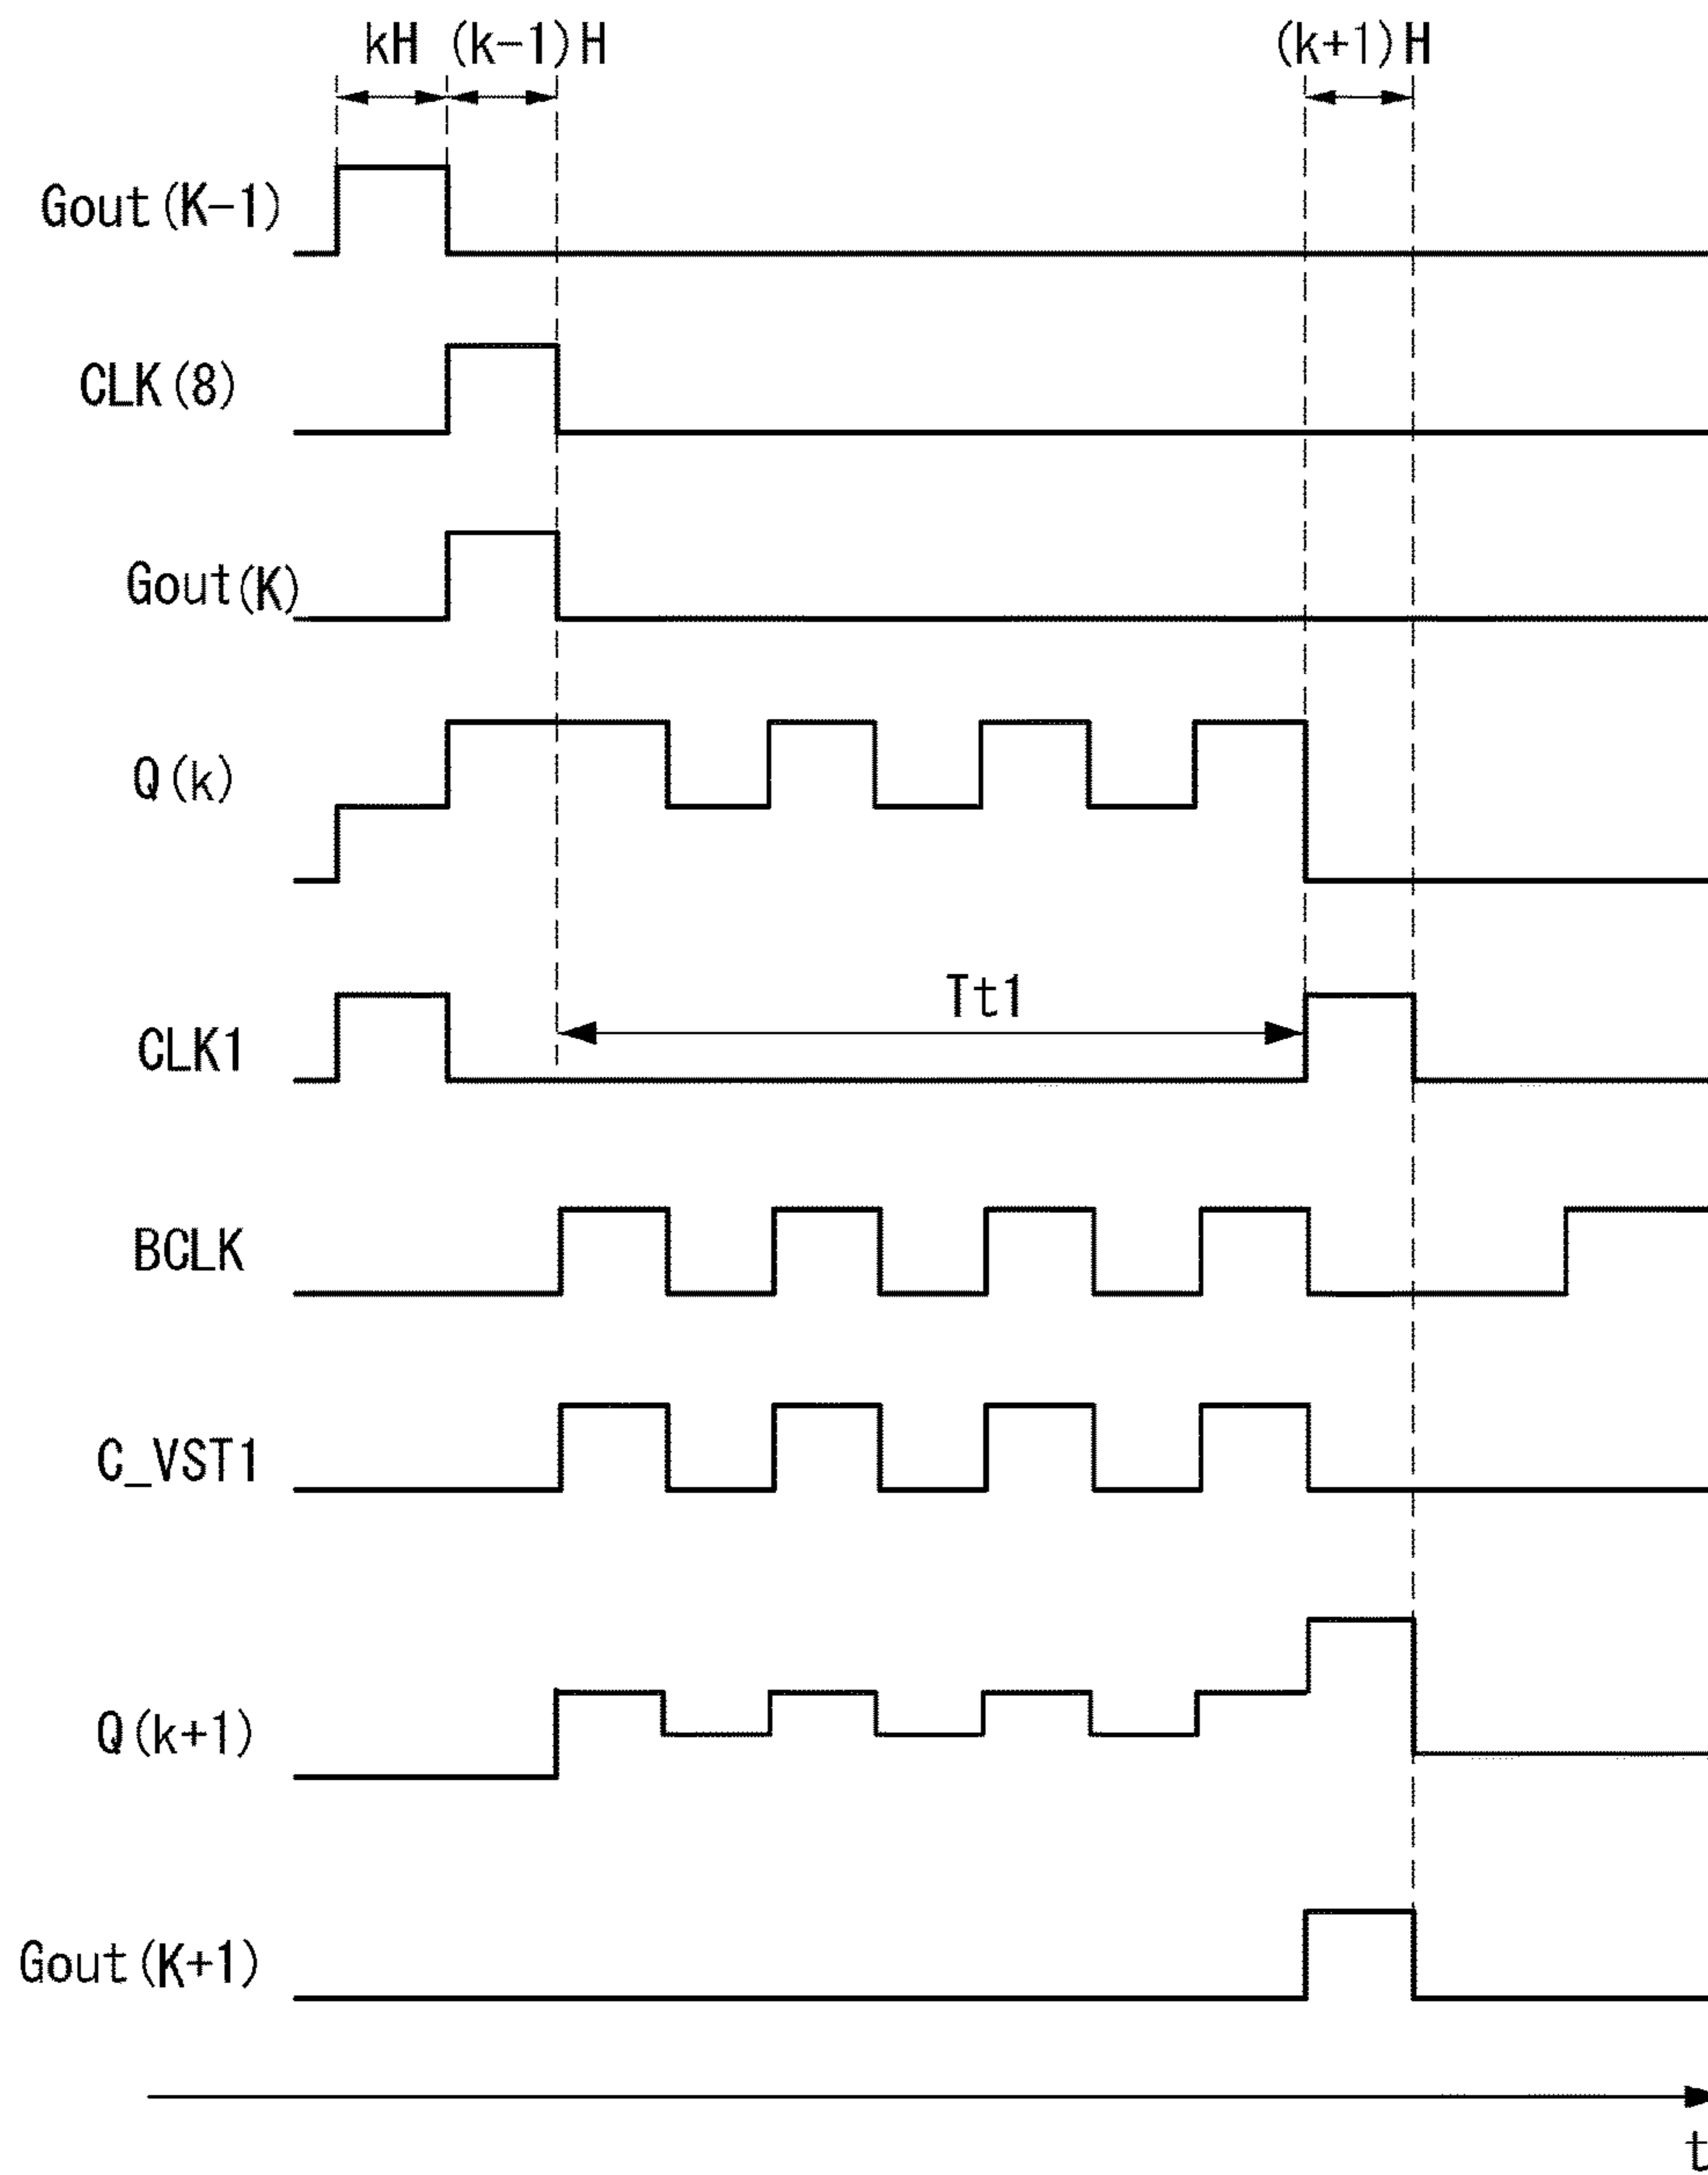 kH (k-1)H (k+1)H
Gout(K-1)
CLK(8)
Gout(K)
Q(k)
Tt1
CLK1
BCLK
C_VST1
Q(k+1)
Gout(K+1)
t